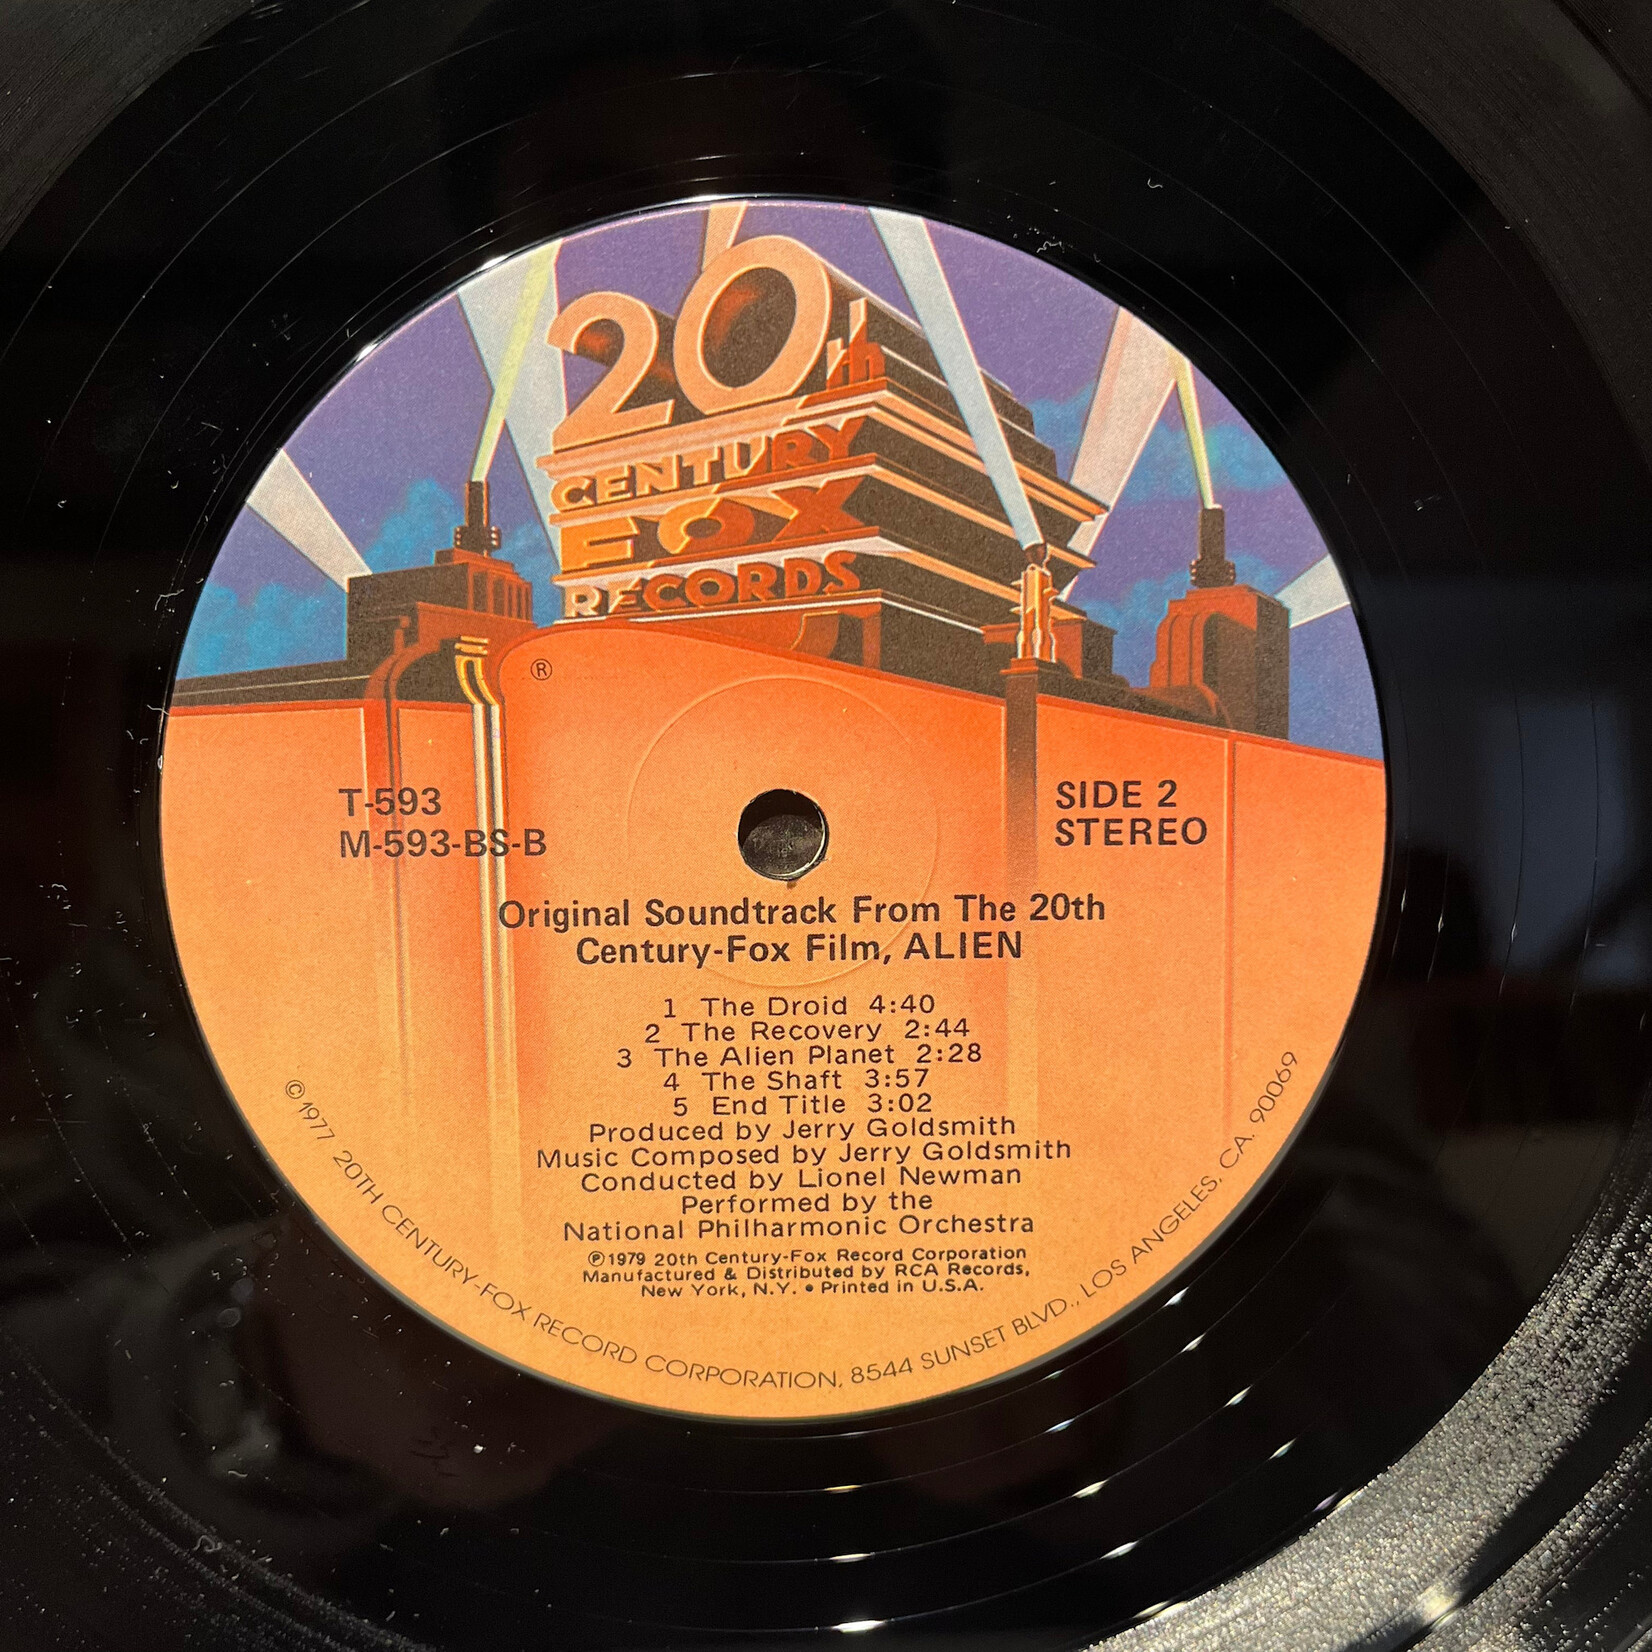 20th
CENTURY
FOX
RECORDS
®
T-593
M-593-BS-B
SIDE 2
STEREO
Original Soundtrack From The 20th
Century-Fox Film, ALIEN
1 The Droid 4:40
2 The Recovery 2:44
3 The Alien Planet 2:28
4 The Shaft 3:57
5 End Title 3:02
Produced by Jerry Goldsmith
Music Composed by Jerry Goldsmith
Conducted by Lionel Newman
Performed by the
National Philharmonic Orchestra
℗1979 20th Century-Fox Record Corporation
Manufactured & Distributed by RCA Records,
New York, N.Y. • Printed in U.S.A.
©1977 20TH CENTURY-FOX RECORD CORPORATION, 8544 SUNSET BLVD., LOS ANGELES, CA. 90069